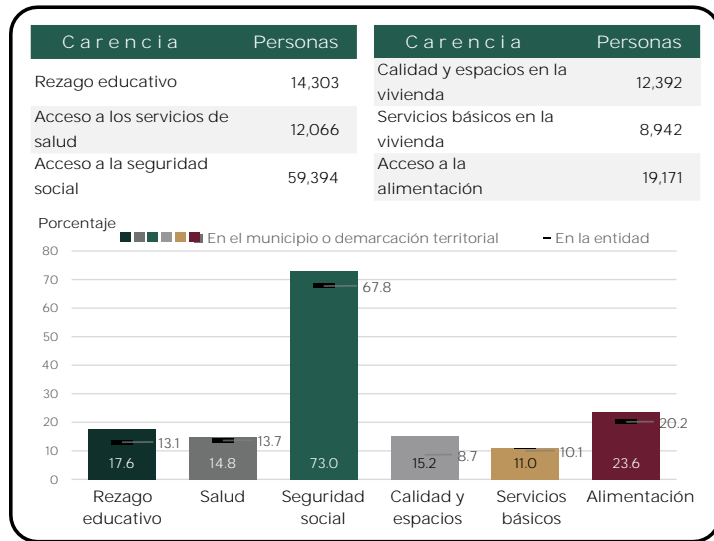 Carencia Personas
Rezago educativo 14,303
Acceso a los servicios de
salud 12,066
Acceso a la seguridad
social 59,394
Carencia Personas
Calidad y espacios en la
vivienda 12,392
Servicios básicos en la
vivienda 8,942
Acceso a la
alimentación 19,171
Porcentaje
En el municipio o demarcación territorial En la entidad
80
70
60
50
40
30
20
10
0
17.6 13.1
14.8 13.7
73.0 67.8
15.2 8.7
11.0 10.1
23.6 20.2
Rezago
educativo
Salud
Seguridad
social
Calidad y
espacios
Servicios
básicos
Alimentación